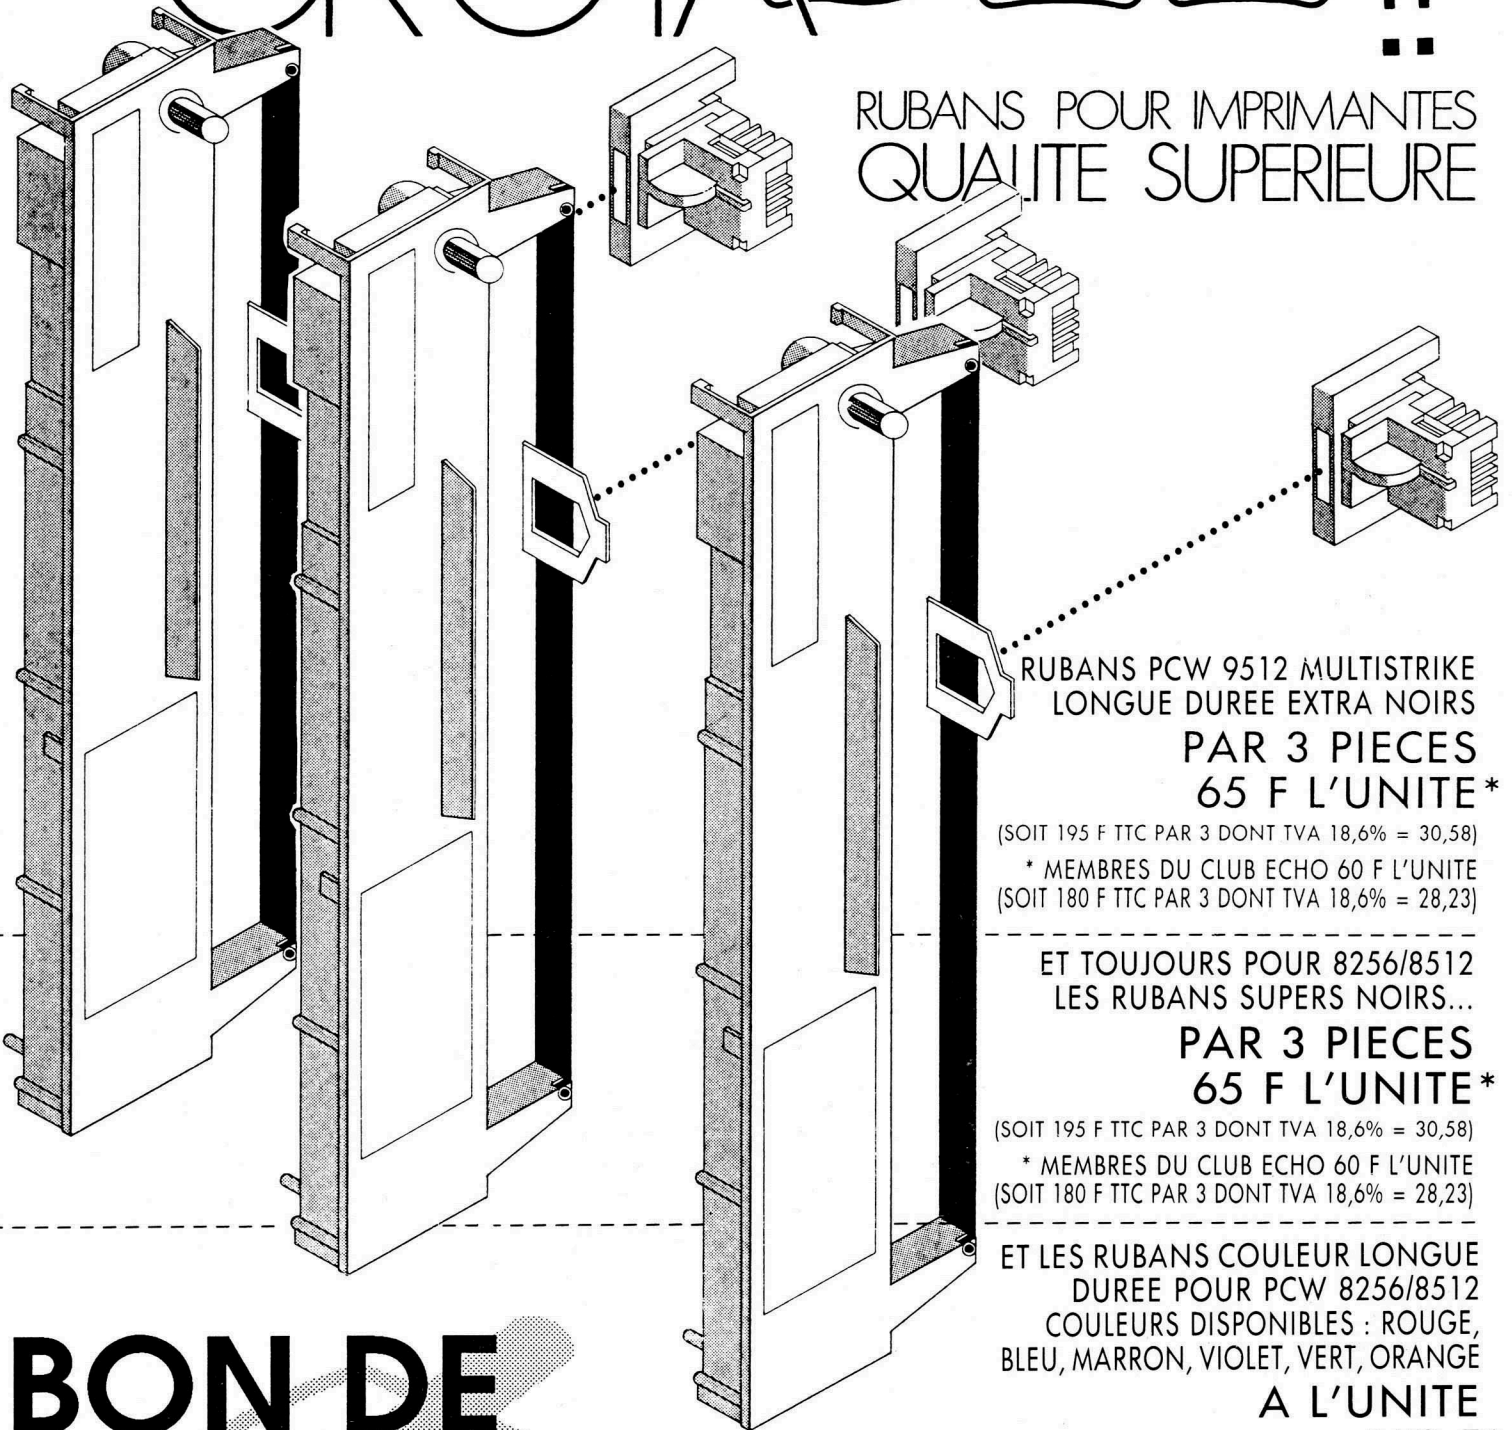 RUBANS POUR IMPRIMANTES
QUALITE SUPERIEURE
RUBANS PCW 9512 MULTISTRIKE
LONGUE DUREE EXTRA NOIRS
PAR 3 PIECES
65 F L'UNITE*
(SOIT 195 F TTC PAR 3 DONT TVA 18,6% = 30,58)
* MEMBRES DU CLUB ECHO 60 F L'UNITE
(SOIT 180 F TTC PAR 3 DONT TVA 18,6% = 28,23)
ET TOUJOURS POUR 8256/8512
LES RUBANS SUPERS NOIRS...
PAR 3 PIECES
65 F L'UNITE*
(SOIT 195 F TTC PAR 3 DONT TVA 18,6% = 30,58)
* MEMBRES DU CLUB ECHO 60 F L'UNITE
(SOIT 180 F TTC PAR 3 DONT TVA 18,6% = 28,23)
ET LES RUBANS COULEUR LONGUE
DUREE POUR PCW 8256/8512
COULEURS DISPONIBLES : ROUGE,
BLEU, MARRON, VIOLET, VERT, ORANGE
A L'UNITE
BON DE